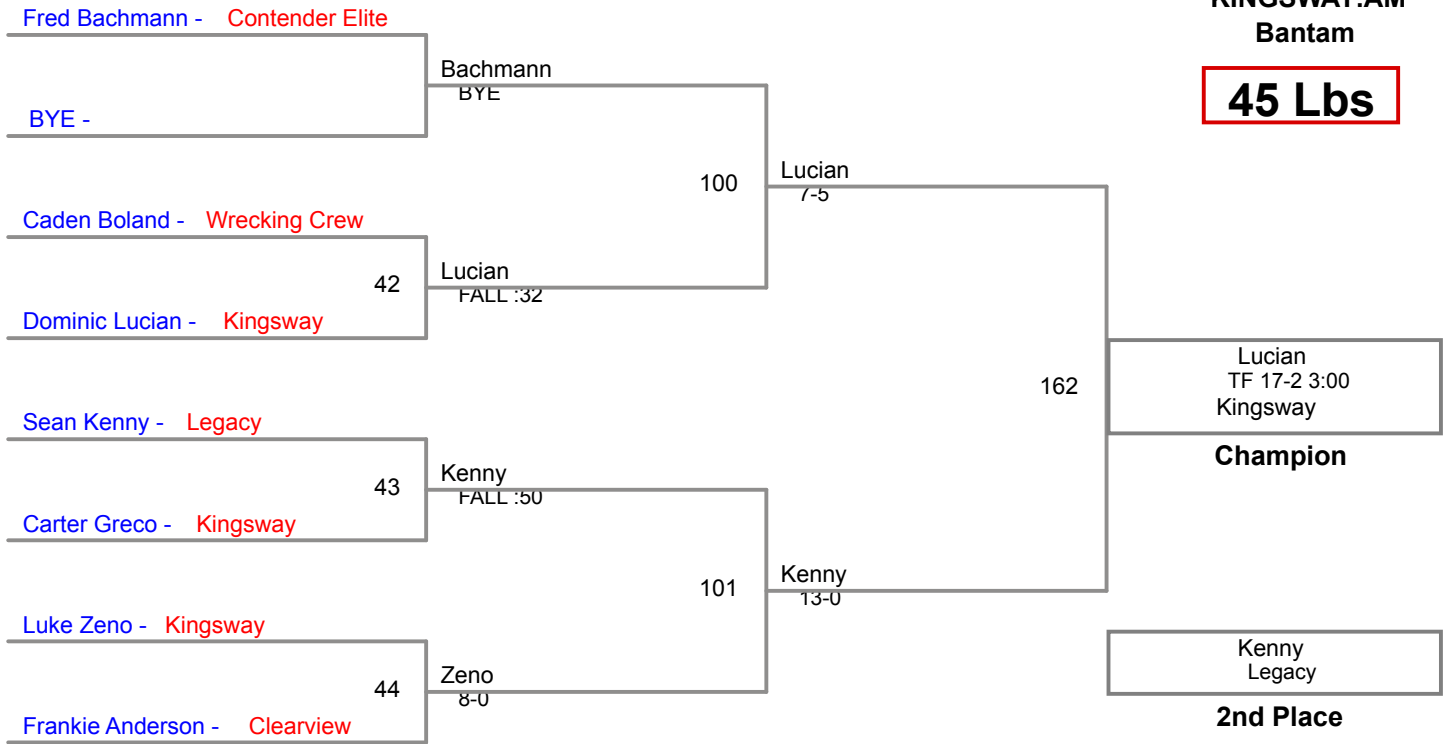 KINGSWAY.AM
Bantam
45 Lbs
Fred Bachmann - Contender Elite
Bachmann
BYE
BYE -
100
Lucian
7-5
Caden Boland - Wrecking Crew
42
Lucian
FALL :32
Dominic Lucian - Kingsway
162
Lucian
TF 17-2 3:00
Kingsway
Champion
Sean Kenny - Legacy
43
Kenny
FALL :50
Carter Greco - Kingsway
101
Kenny
13-0
Luke Zeno - Kingsway
44
Zeno
8-0
Frankie Anderson - Clearview
Kenny
Legacy
2nd Place